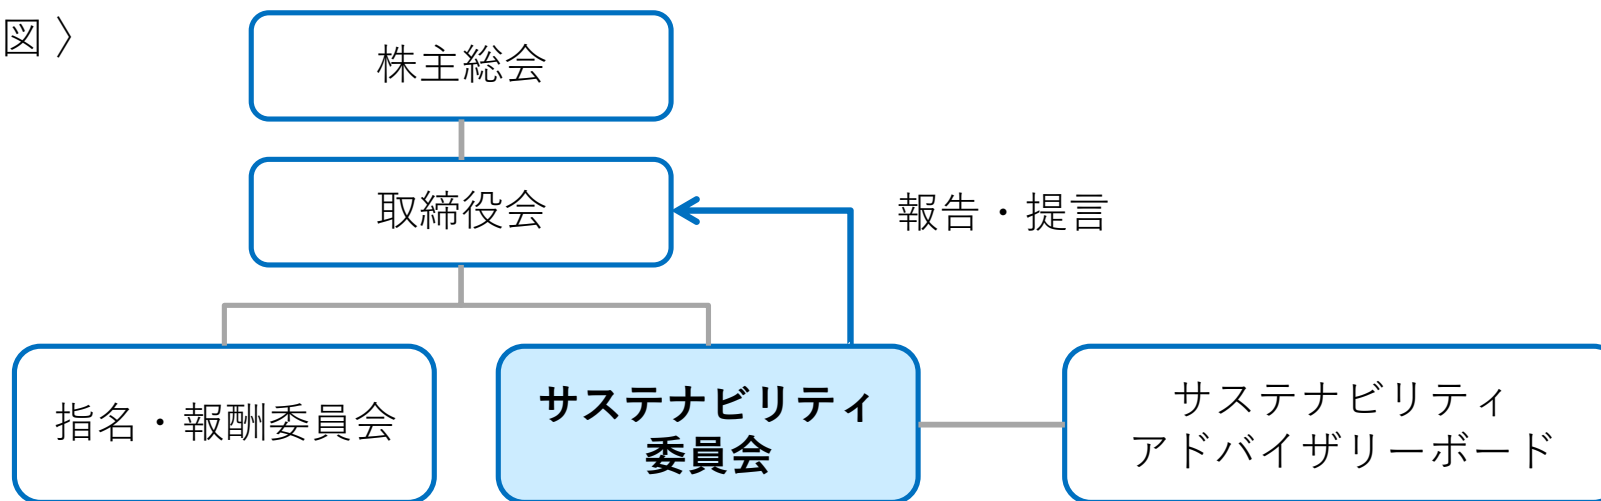 図 〉
株主総会
取締役会
報告・提言
指名・報酬委員会
サステナビリティ
委員会
サステナビリティ
アドバイザリーボード